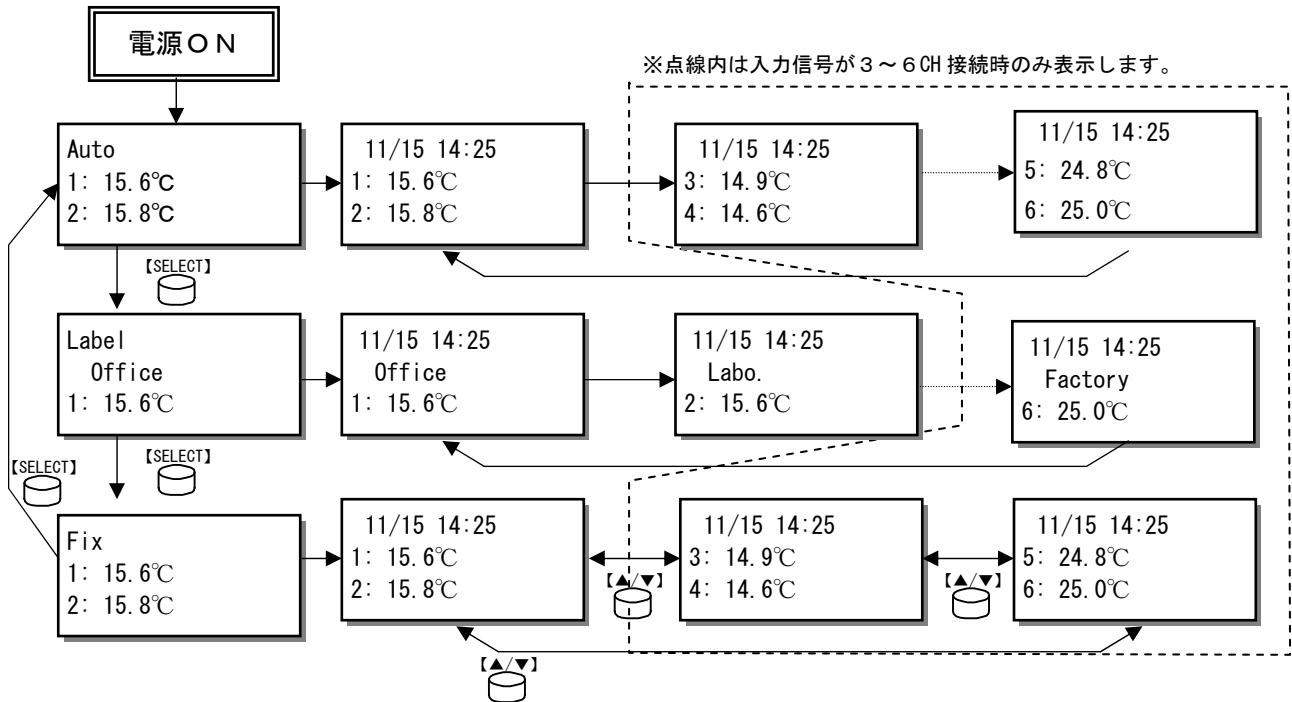 電源ON
※点線内は入力信号が3~6CH接続時のみ表示します。
Auto
1: 15.6℃
2: 15.8℃
11/15 14:25
1: 15.6℃
2: 15.8℃
11/15 14:25
3: 14.9℃
4: 14.6℃
11/15 14:25
5: 24.8℃
6: 25.0℃
【SELECT】
Label
Office
1: 15.6℃
11/15 14:25
Office
1: 15.6℃
11/15 14:25
Labo.
2: 15.6℃
11/15 14:25
Factory
6: 25.0℃
【SELECT】
【SELECT】
Fix
1: 15.6℃
2: 15.8℃
11/15 14:25
1: 15.6℃
2: 15.8℃
【▲/▼】
11/15 14:25
3: 14.9℃
4: 14.6℃
【▲/▼】
11/15 14:25
5: 24.8℃
6: 25.0℃
【▲/▼】